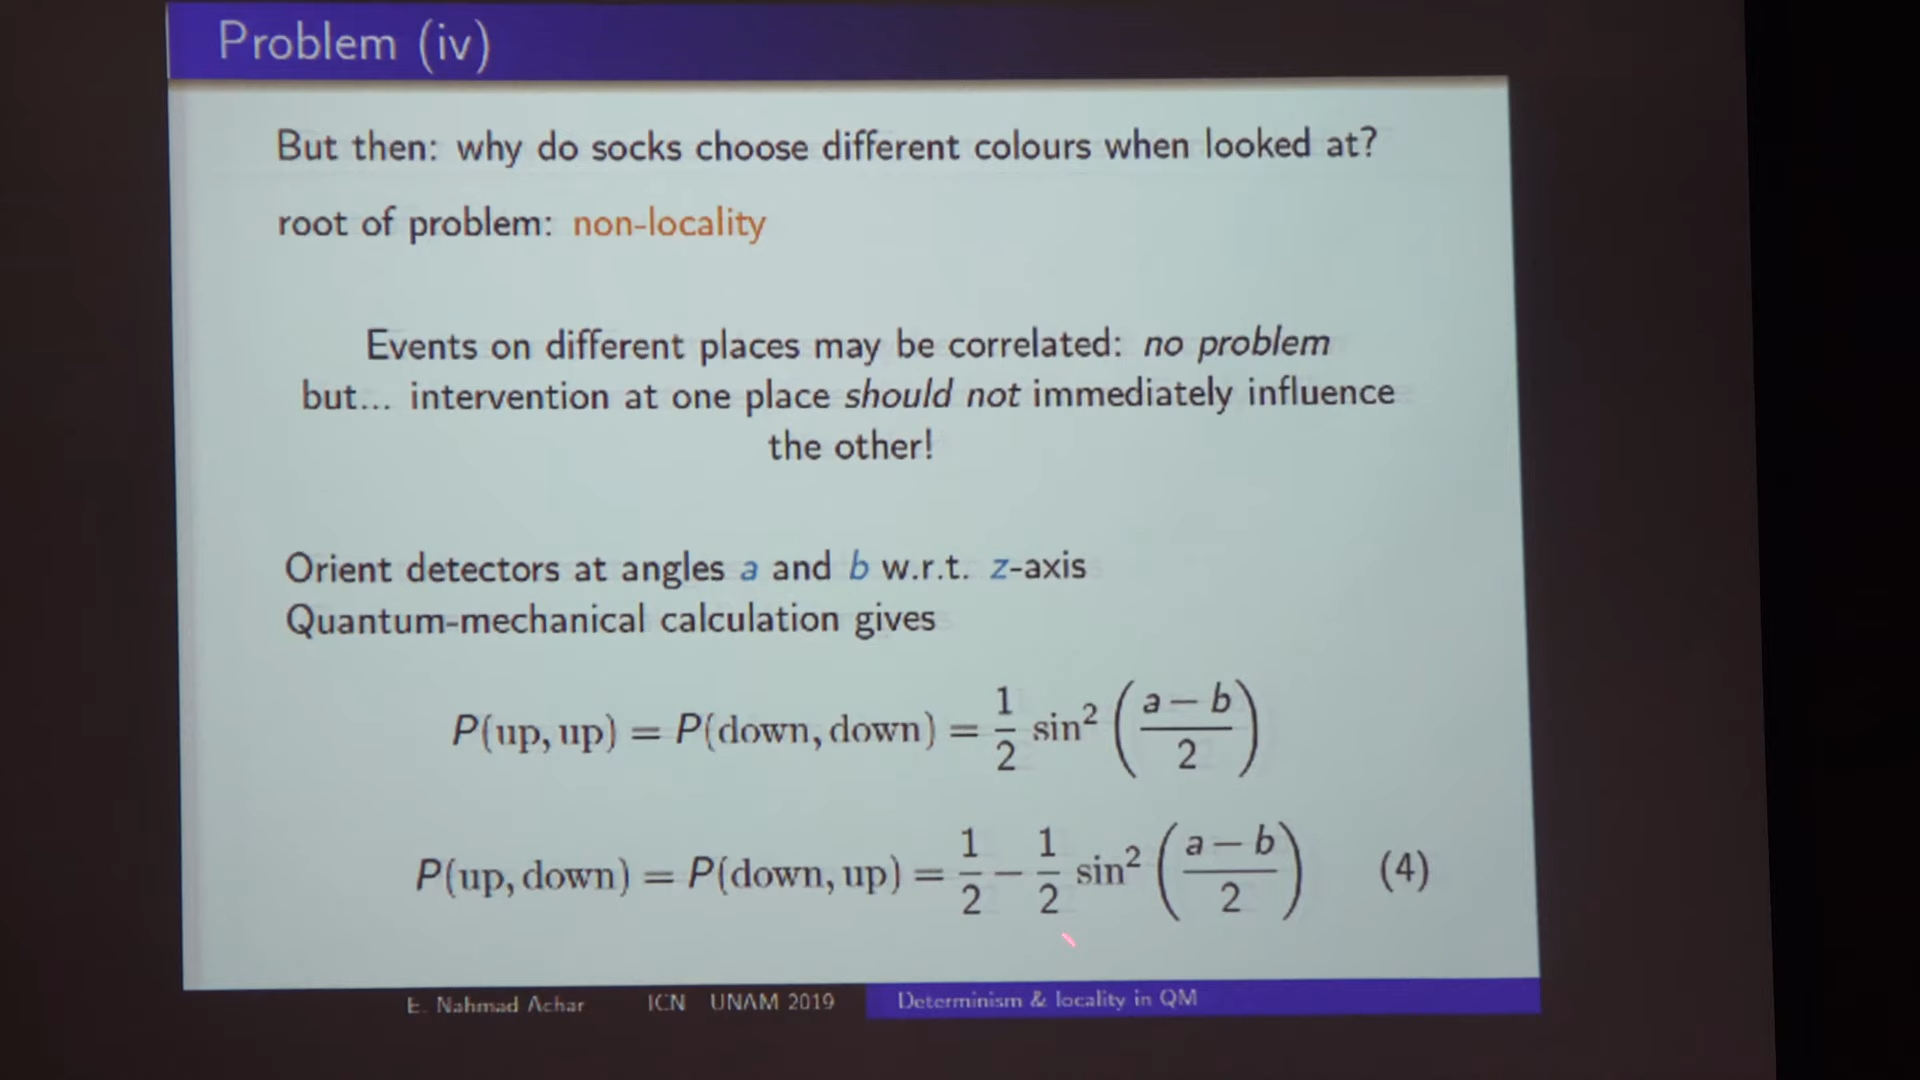 Problem (iv)
But then: why do socks choose different colours when looked at?
root of problem: non-locality
Events on different places may be correlated: no problem
but... intervention at one place should not immediately influence
the other!
Orient detectors at angles a and b w.r.t. z-axis
Quantum-mechanical calculation gives
P(up, up) = P(down, down) = 1/2 sin² ((a − b)/2)
P(up, down) = P(down, up) = 1/2 − 1/2 sin² ((a − b)/2) (4)
E. Nahmad Achar ICN UNAM 2019 Determinism & locality in QM